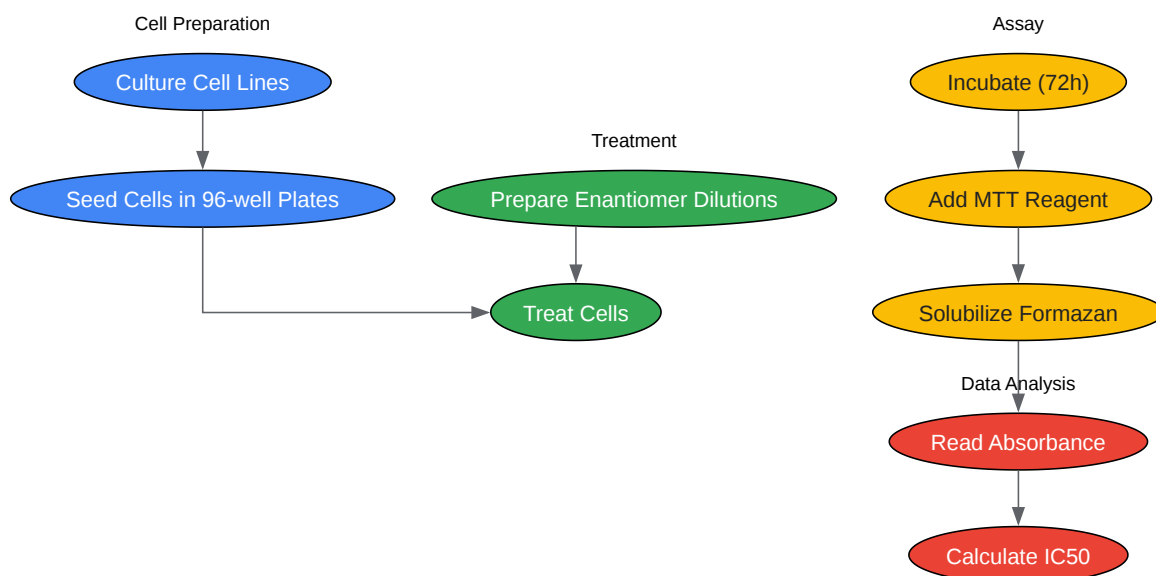 Cell Preparation
Culture Cell Lines
Seed Cells in 96-well Plates
Treatment
Prepare Enantiomer Dilutions
Treat Cells
Assay
Incubate (72h)
Add MTT Reagent
Solubilize Formazan
Data Analysis
Read Absorbance
Calculate IC50